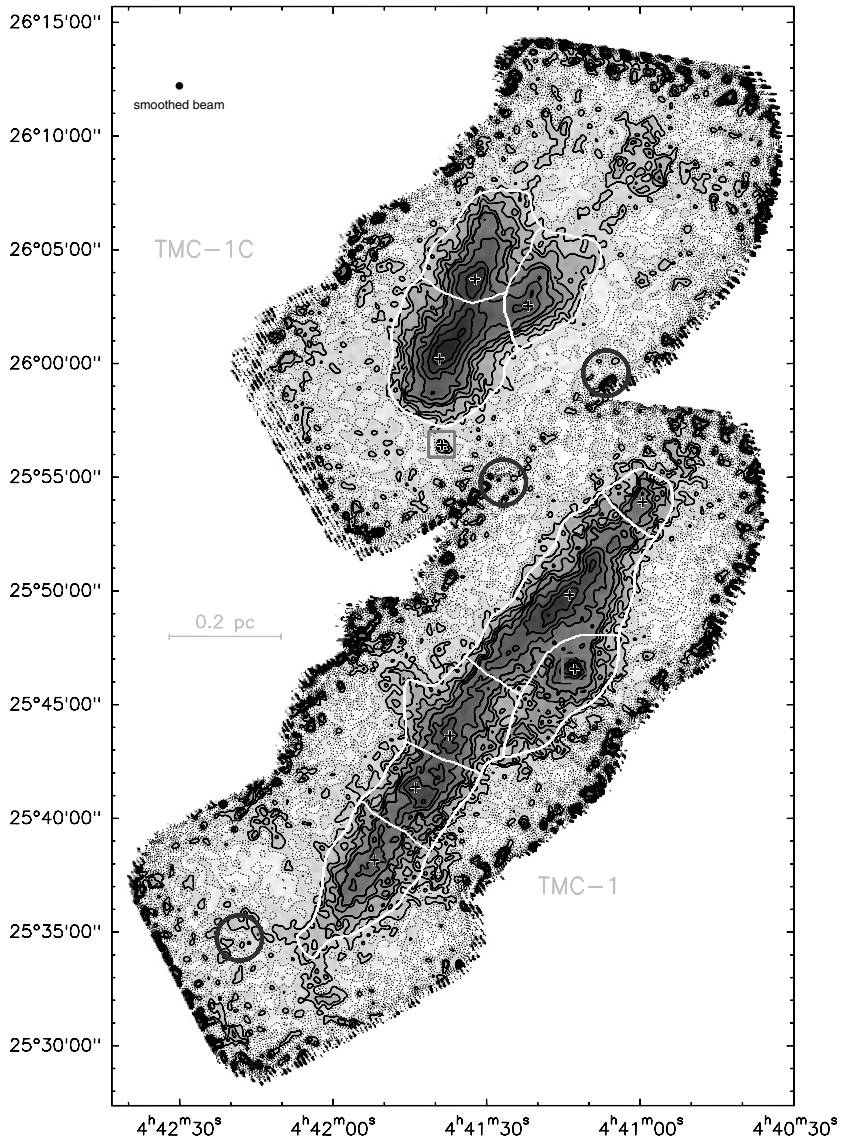 26°15'00"
smoothed beam
26°10'00"
TMC-1C
26°05'00"
26°00'00"
25°55'00"
25°50'00"
0.2 pc
25°45'00"
25°40'00"
TMC-1
25°35'00"
25°30'00"
4ʰ42ᵐ30ˢ 4ʰ42ᵐ00ˢ 4ʰ41ᵐ30ˢ 4ʰ41ᵐ00ˢ 4ʰ40ᵐ30ˢ